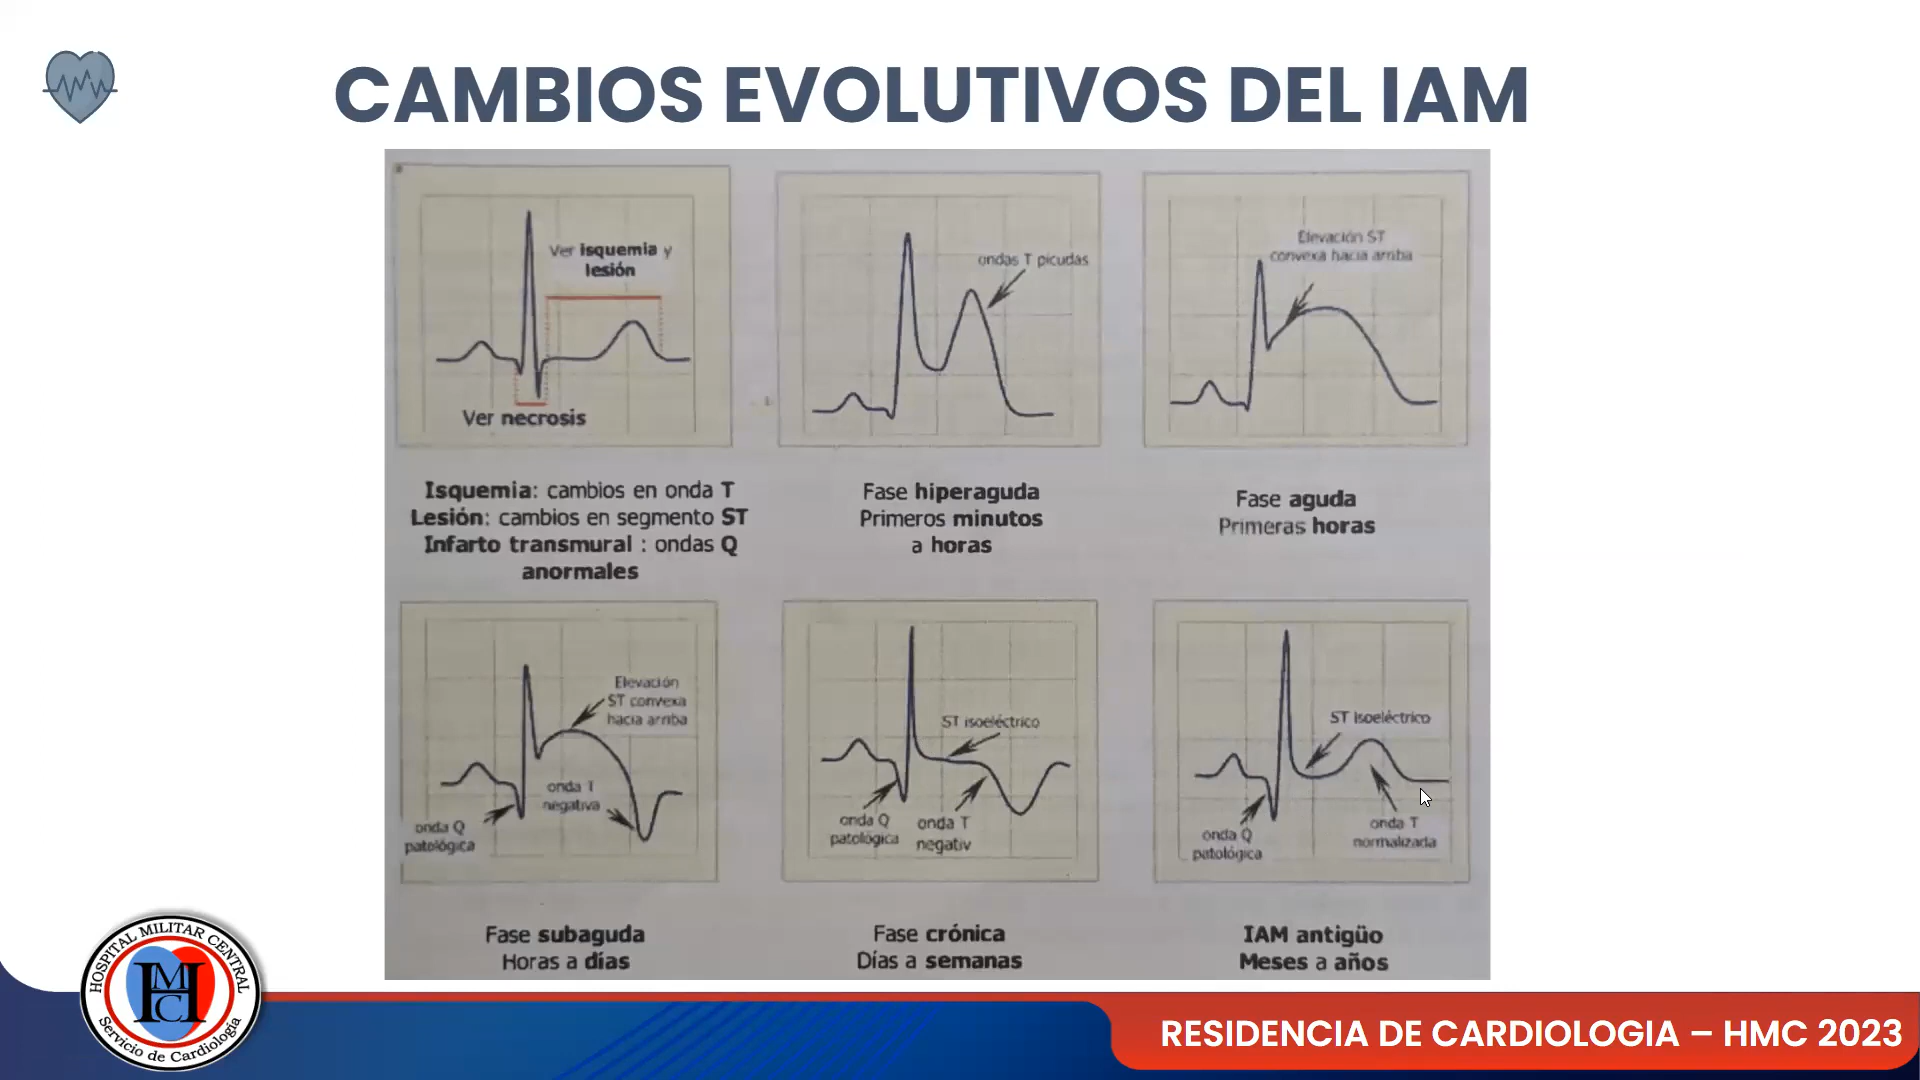 CAMBIOS EVOLUTIVOS DEL IAM
Ver isquemia y
lesión
Ver necrosis
ondas T picudas
Elevación ST
convexa hacia arriba
Isquemia: cambios en onda T
Lesión: cambios en segmento ST
Infarto transmural : ondas Q
anormales
Fase hiperaguda
Primeros minutos
a horas
Fase aguda
Primeras horas
Elevación
ST convexa
hacia arriba
onda T
negativa
onda Q
patológica
ST isoeléctrico
onda Q
patológica
onda T
negativ
ST isoeléctrico
onda Q
patológica
onda T
normalizada
Fase subaguda
Horas a días
Fase crónica
Días a semanas
IAM antigüo
Meses a años
HOSPITAL MILITAR CENTRAL
HMC
Servicio de Cardiología
RESIDENCIA DE CARDIOLOGIA – HMC 2023